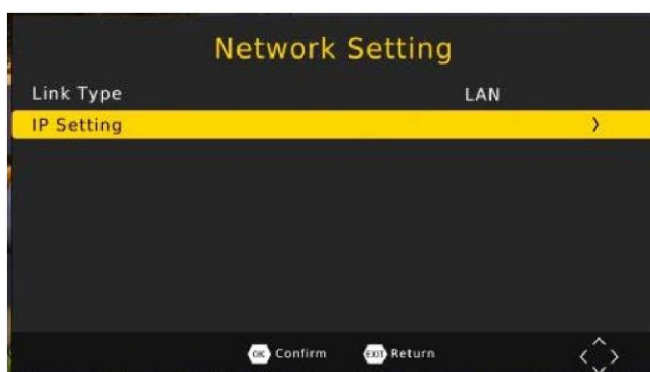 Network Setting
Link Type LAN
IP Setting >
OK Confirm EXIT Return